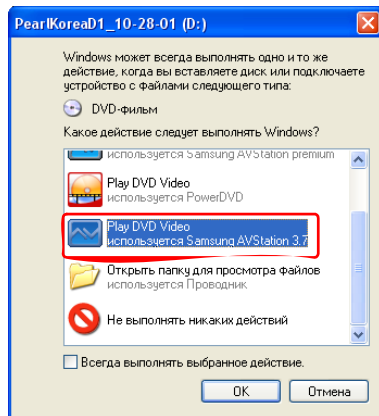 PearlKoreaD1_10-28-01 (D:)
Windows может всегда выполнять одно и то же
действие, когда вы вставляете диск или подключаете
устройство с файлами следующего типа:
DVD-фильм
Какое действие следует выполнять Windows?
используется Samsung AVStation premium
Play DVD Video
используется PowerDVD
Play DVD Video
используется Samsung AVStation 3.7
Открыть папку для просмотра файлов
используется Проводник
Не выполнять никаких действий
Всегда выполнять выбранное действие.
OK Отмена